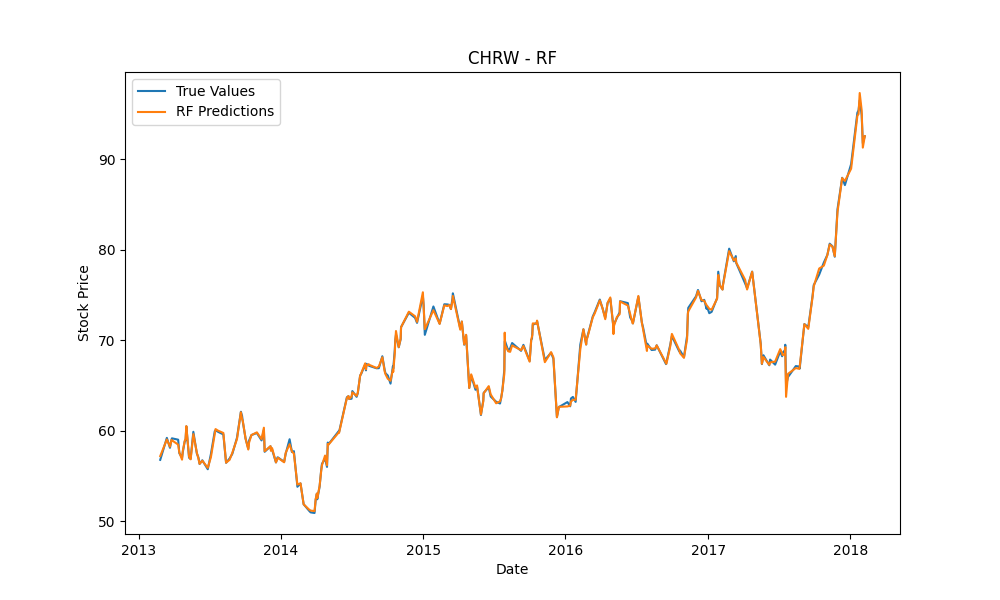 CHRW - RF
True Values
RF Predictions
90
80
70
60
50
Stock Price
2013 2014 2015 2016 2017 2018
Date